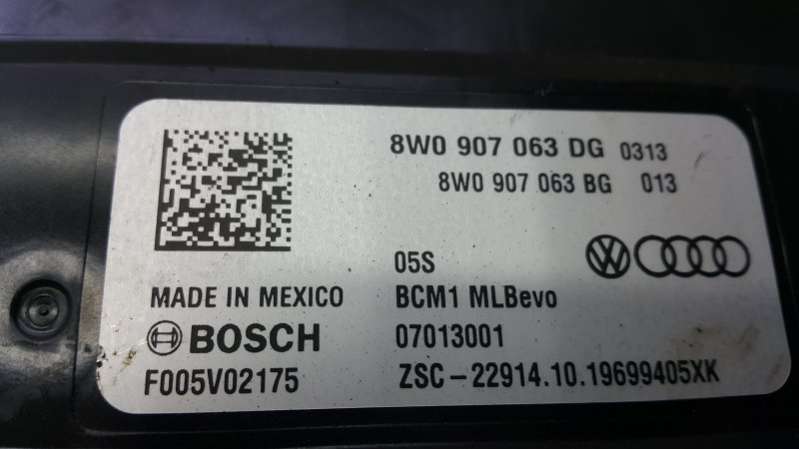 8W0 907 063 DG 0313
8W0 907 063 BG 013
05S
MADE IN MEXICO BCM1 MLBevo
BOSCH 07013001
F005V02175 ZSC-22914.10.19699405XK